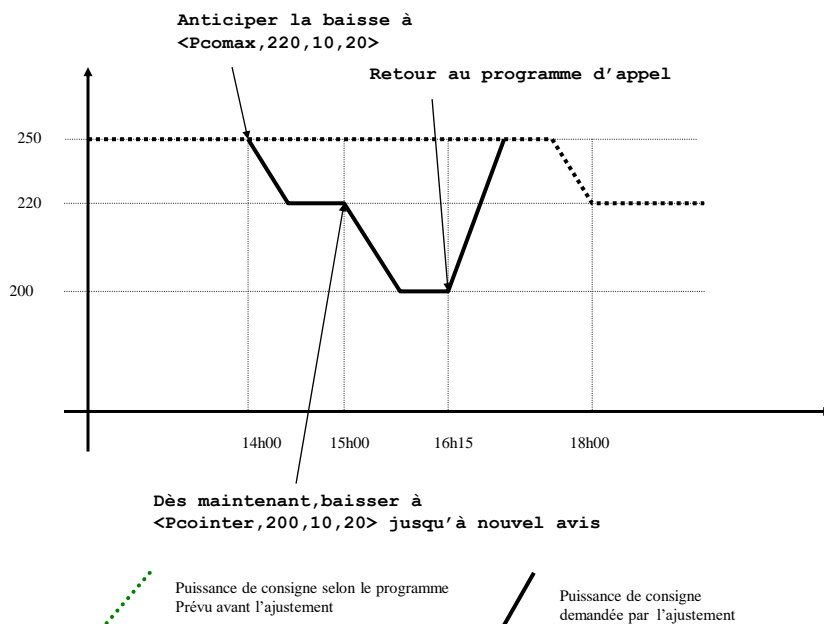 Anticiper la baisse à
<Pcomax,220,10,20>
Retour au programme d’appel
250
220
200
14h00
15h00
16h15
18h00
Dès maintenant,baisser à
<Pcointer,200,10,20> jusqu’à nouvel avis
Puissance de consigne selon le programme
Prévu avant l’ajustement
Puissance de consigne
demandée par l’ajustement